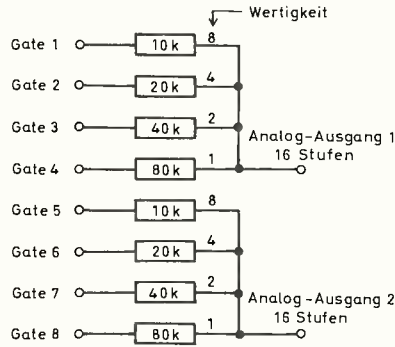 Wertigkeit
Gate 1 10k 8
Gate 2 20k 4
Gate 3 40k 2
Analog-Ausgang 1
16 Stufen
Gate 4 80k 1
Gate 5 10k 8
Gate 6 20k 4
Gate 7 40k 2
Analog-Ausgang 2
16 Stufen
Gate 8 80k 1